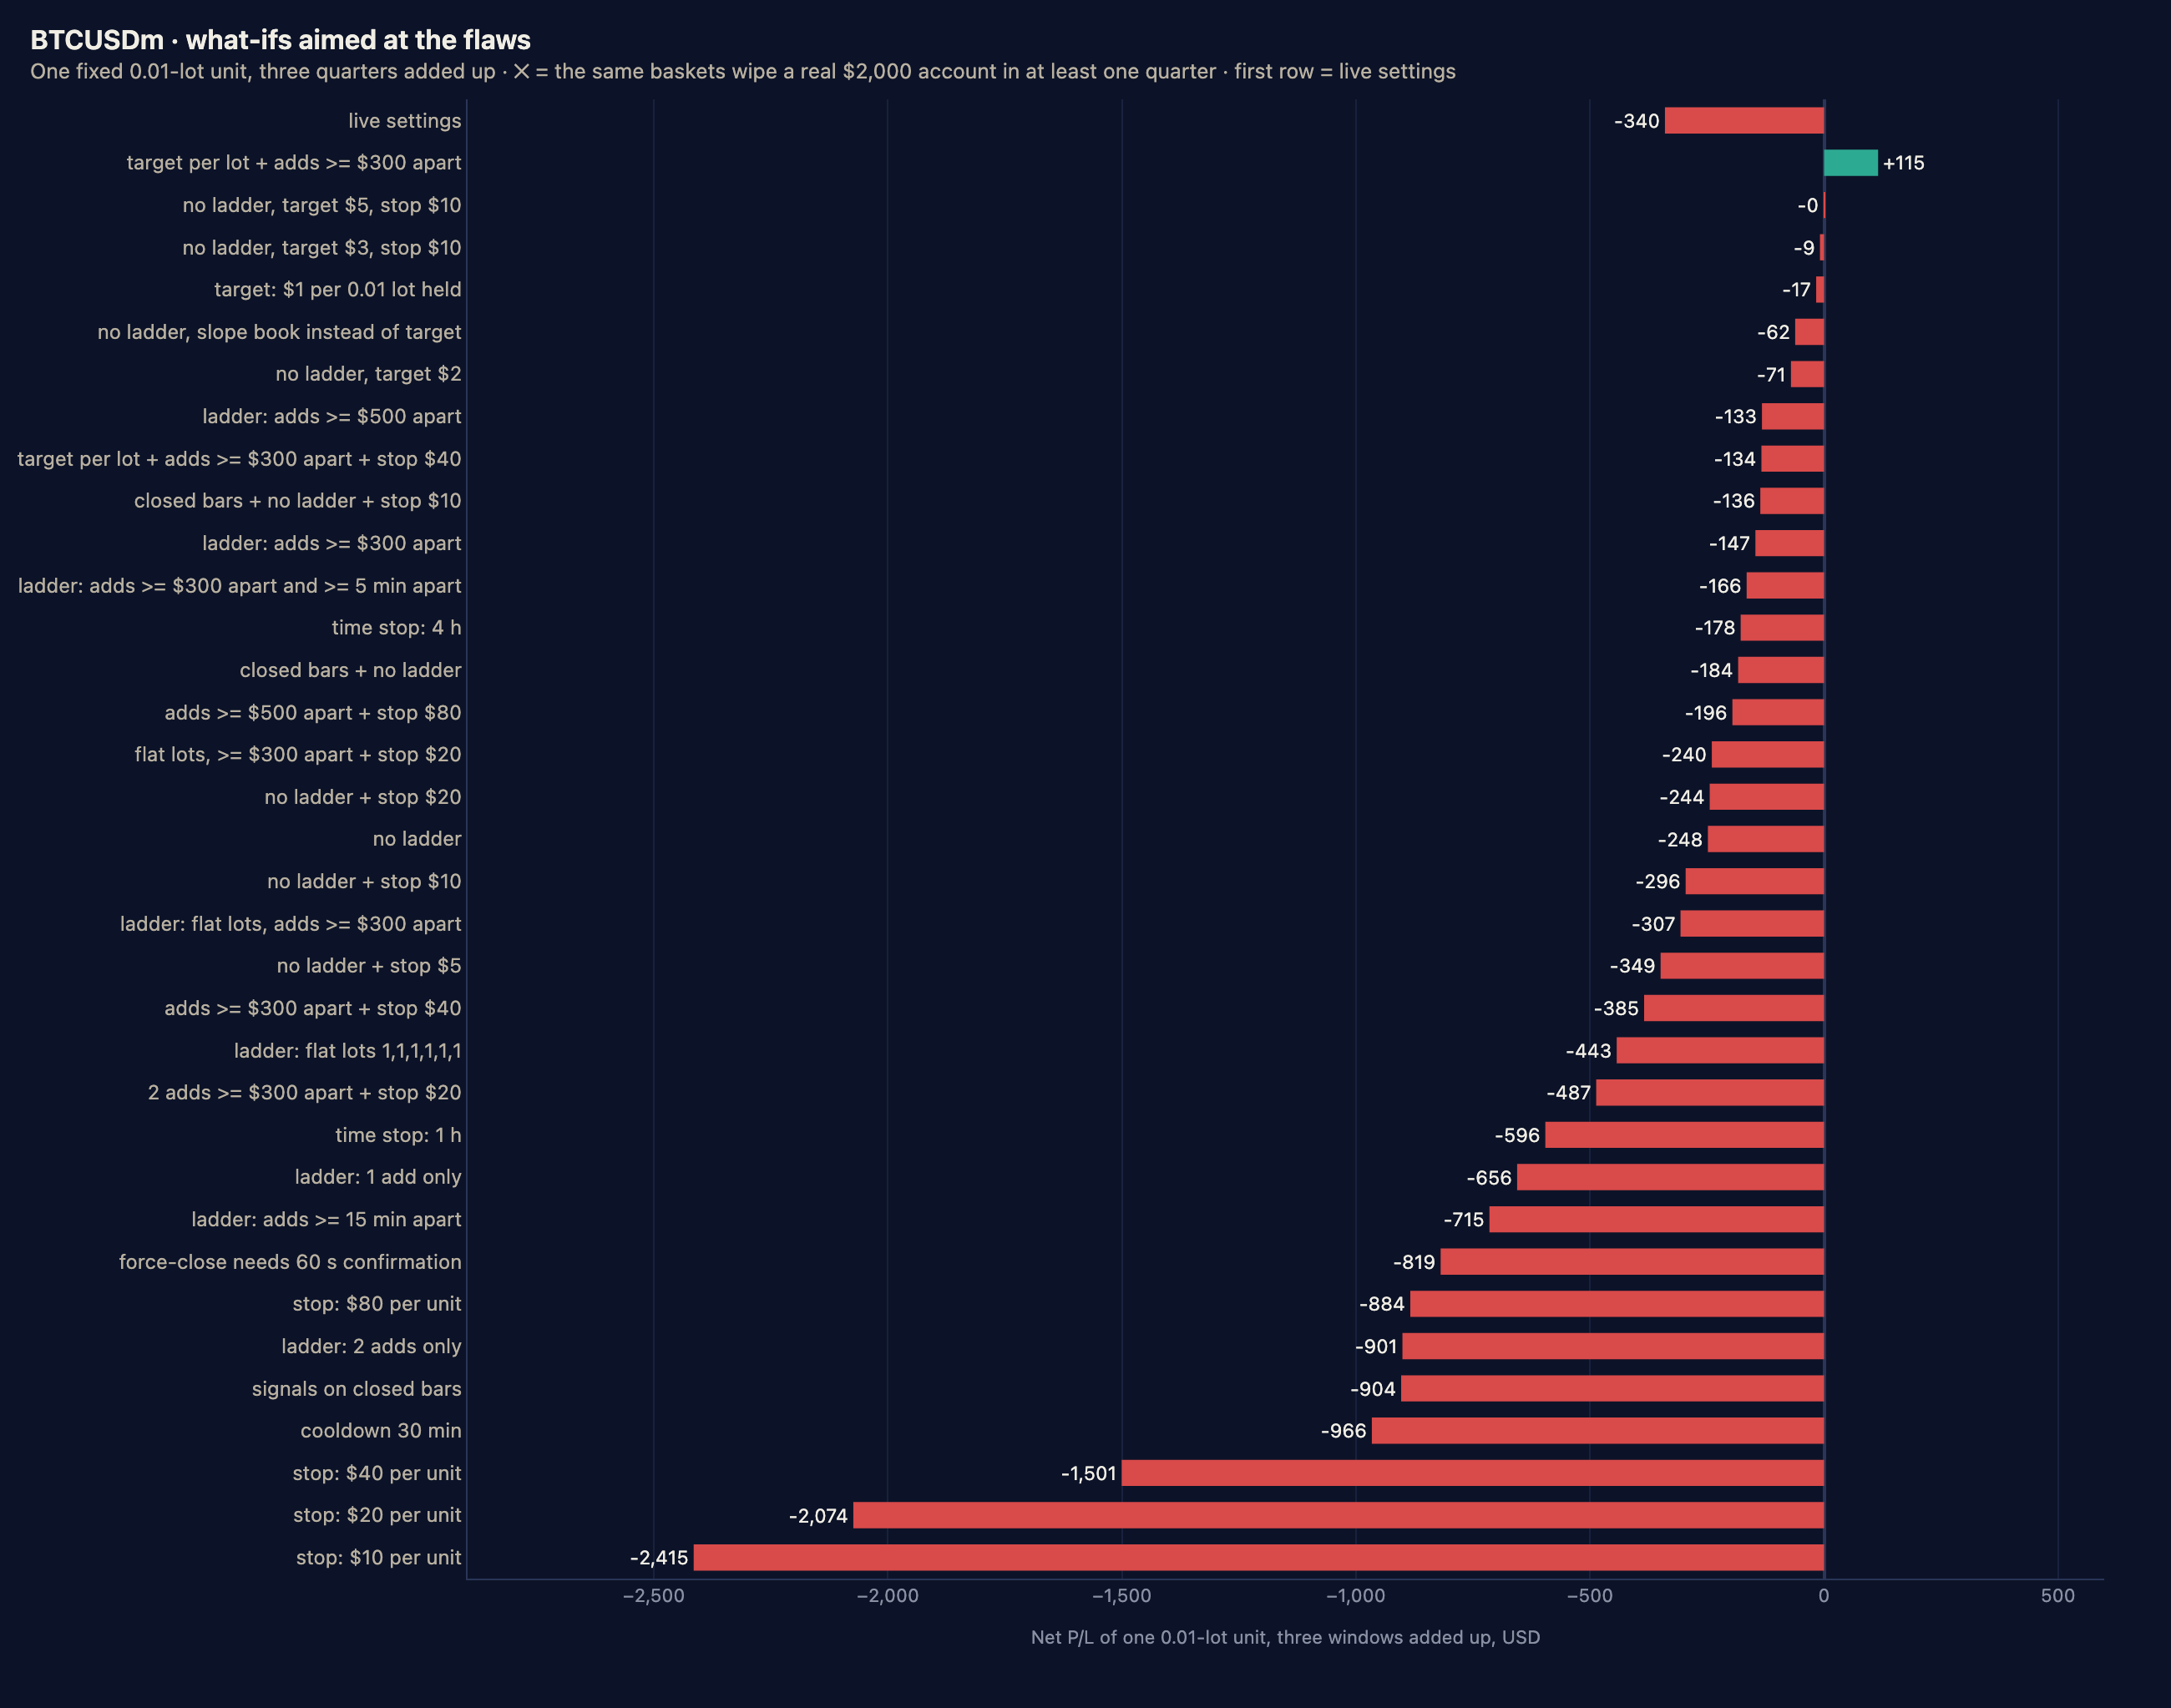 BTCUSDm · what-ifs aimed at the flaws
One fixed 0.01-lot unit, three quarters added up · ✕ = the same baskets wipe a real $2,000 account in at least one quarter · first row = live settings
live settings -340
target per lot + adds >= $300 apart +115
no ladder, target $5, stop $10 -0
no ladder, target $3, stop $10 -9
target: $1 per 0.01 lot held -17
no ladder, slope book instead of target -62
no ladder, target $2 -71
ladder: adds >= $500 apart -133
target per lot + adds >= $300 apart + stop $40 -134
closed bars + no ladder + stop $10 -136
ladder: adds >= $300 apart -147
ladder: adds >= $300 apart and >= 5 min apart -166
time stop: 4 h -178
closed bars + no ladder -184
adds >= $500 apart + stop $80 -196
flat lots, >= $300 apart + stop $20 -240
no ladder + stop $20 -244
no ladder -248
no ladder + stop $10 -296
ladder: flat lots, adds >= $300 apart -307
no ladder + stop $5 -349
adds >= $300 apart + stop $40 -385
ladder: flat lots 1,1,1,1,1,1 -443
2 adds >= $300 apart + stop $20 -487
time stop: 1 h -596
ladder: 1 add only -656
ladder: adds >= 15 min apart -715
force-close needs 60 s confirmation -819
stop: $80 per unit -884
ladder: 2 adds only -901
signals on closed bars -904
cooldown 30 min -966
stop: $40 per unit -1,501
stop: $20 per unit -2,074
stop: $10 per unit -2,415
−2,500 −2,000 −1,500 −1,000 −500 0 500
Net P/L of one 0.01-lot unit, three windows added up, USD